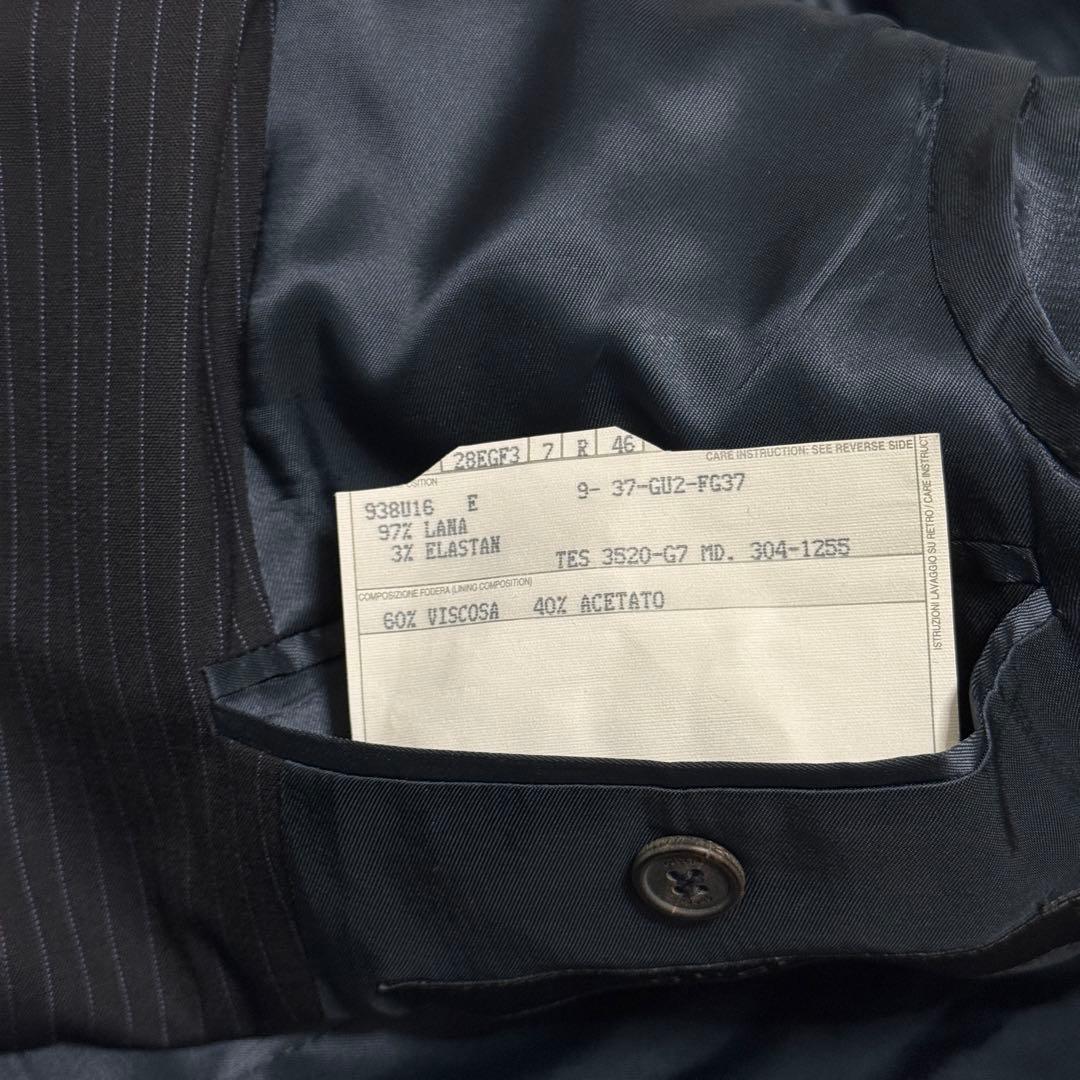 28EGF3 7 R 46
CARE INSTRUCTION: SEE REVERSE SIDE
938U16 E 9- 37-GU2-FG37
97% LANA
3% ELASTAN TES 3520-G7 MD. 304-1255
COMPOSIZIONE FODERA (LINING COMPOSITION)
60% VISCOSA 40% ACETATO
ISTRUZIONI LAVAGGIO SU RETRO / CARE INSTRUCT